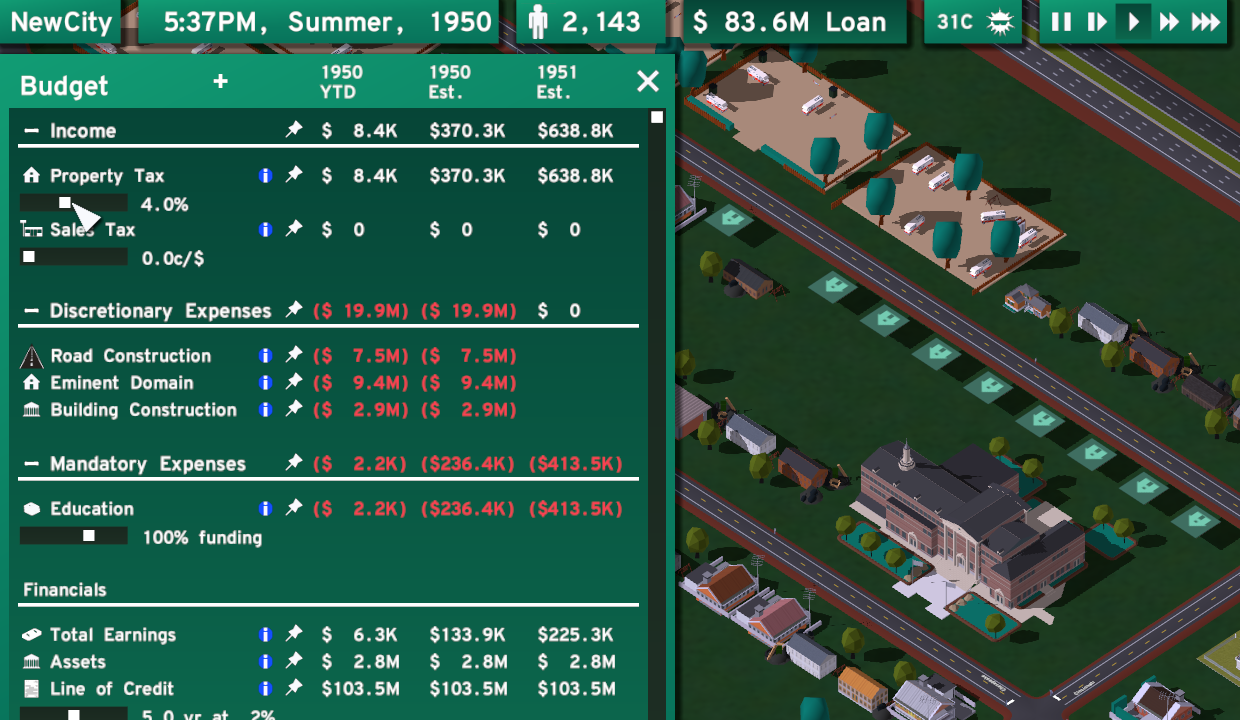 NewCity 5:37PM, Summer, 1950 2,143 $ 83.6M Loan 31C
Budget + 1950 YTD 1950 Est. 1951 Est.
Income $ 8.4K $370.3K $638.8K
Property Tax $ 8.4K $370.3K $638.8K
4.0%
Sales Tax $ 0 $ 0 $ 0
0.0c/$
Discretionary Expenses ($ 19.9M) ($ 19.9M) $ 0
Road Construction ($ 7.5M) ($ 7.5M)
Eminent Domain ($ 9.4M) ($ 9.4M)
Building Construction ($ 2.9M) ($ 2.9M)
Mandatory Expenses ($ 2.2K) ($236.4K) ($413.5K)
Education ($ 2.2K) ($236.4K) ($413.5K)
100% funding
Financials
Total Earnings $ 6.3K $133.9K $225.3K
Assets $ 2.8M $ 2.8M $ 2.8M
Line of Credit $103.5M $103.5M $103.5M
5.0 yr at 2%